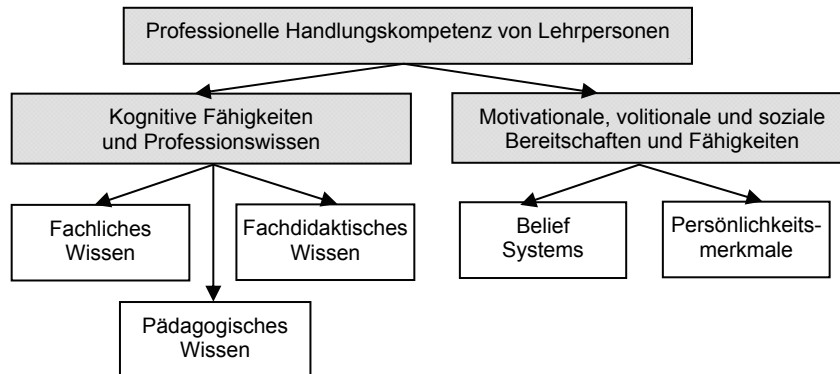 Professionelle Handlungskompetenz von Lehrpersonen
Kognitive Fähigkeiten
und Professionswissen
Motivationale, volitionale und soziale
Bereitschaften und Fähigkeiten
Fachliches
Wissen
Fachdidaktisches
Wissen
Pädagogisches
Wissen
Belief
Systems
Persönlichkeits-
merkmale